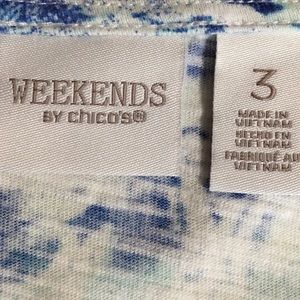 WEEKENDS
BY chico's®
3
MADE IN
VIETNAM
HECHO EN
VIETNAM
FABRIQUÉ AU
VIETNAM